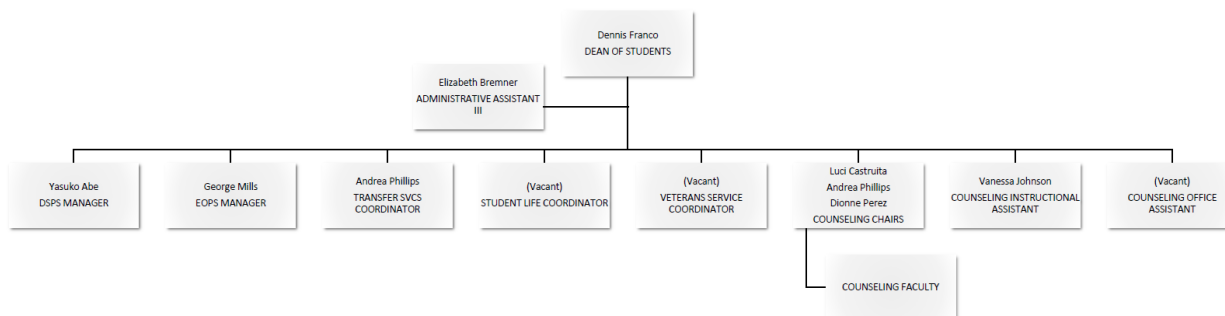 Dennis Franco
DEAN OF STUDENTS
Elizabeth Bremner
ADMINISTRATIVE ASSISTANT
III
Yasuko Abe
DSPS MANAGER
George Mills
EOPS MANAGER
Andrea Phillips
TRANSFER SVCS
COORDINATOR
(Vacant)
STUDENT LIFE COORDINATOR
(Vacant)
VETERANS SERVICE
COORDINATOR
Luci Castruita
Andrea Phillips
Dionne Perez
COUNSELING CHAIRS
Vanessa Johnson
COUNSELING INSTRUCTIONAL
ASSISTANT
(Vacant)
COUNSELING OFFICE
ASSISTANT
COUNSELING FACULTY